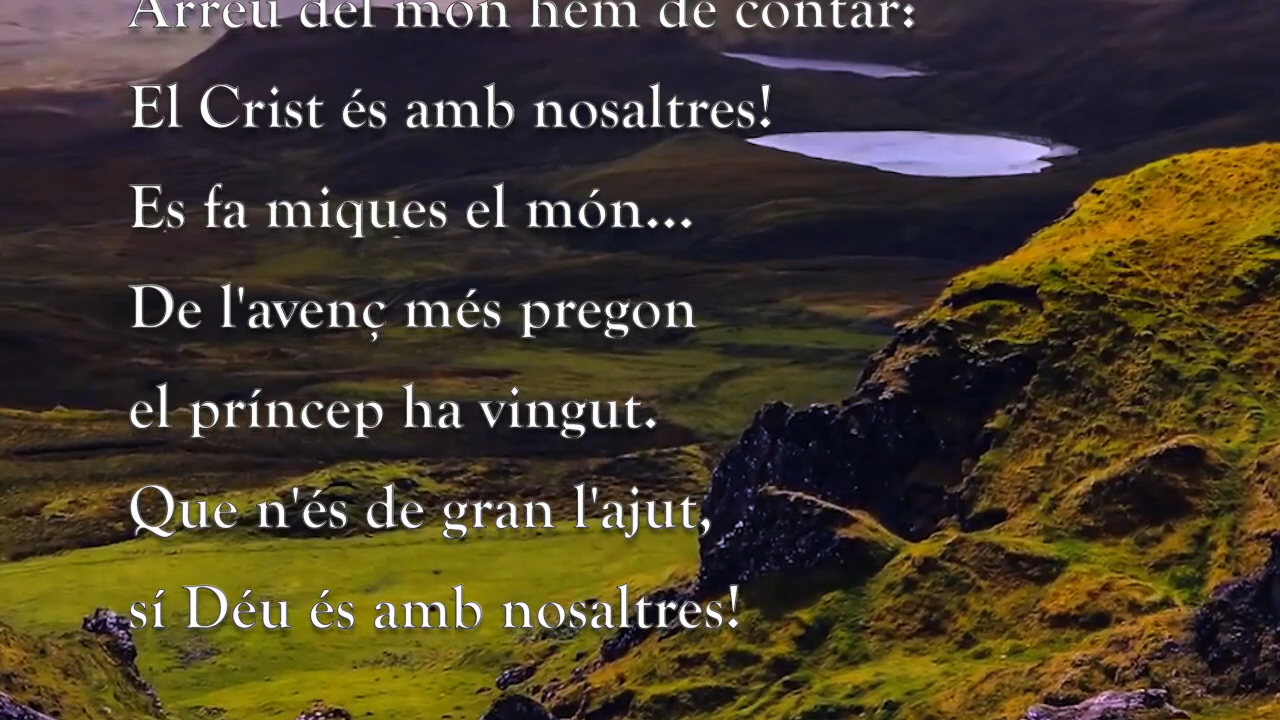 Arreu del món hem de contar:
El Crist és amb nosaltres!
Es fa miques el món...
De l'avenç més pregon
el príncep ha vingut.
Que n'és de gran l'ajut,
sí Déu és amb nosaltres!